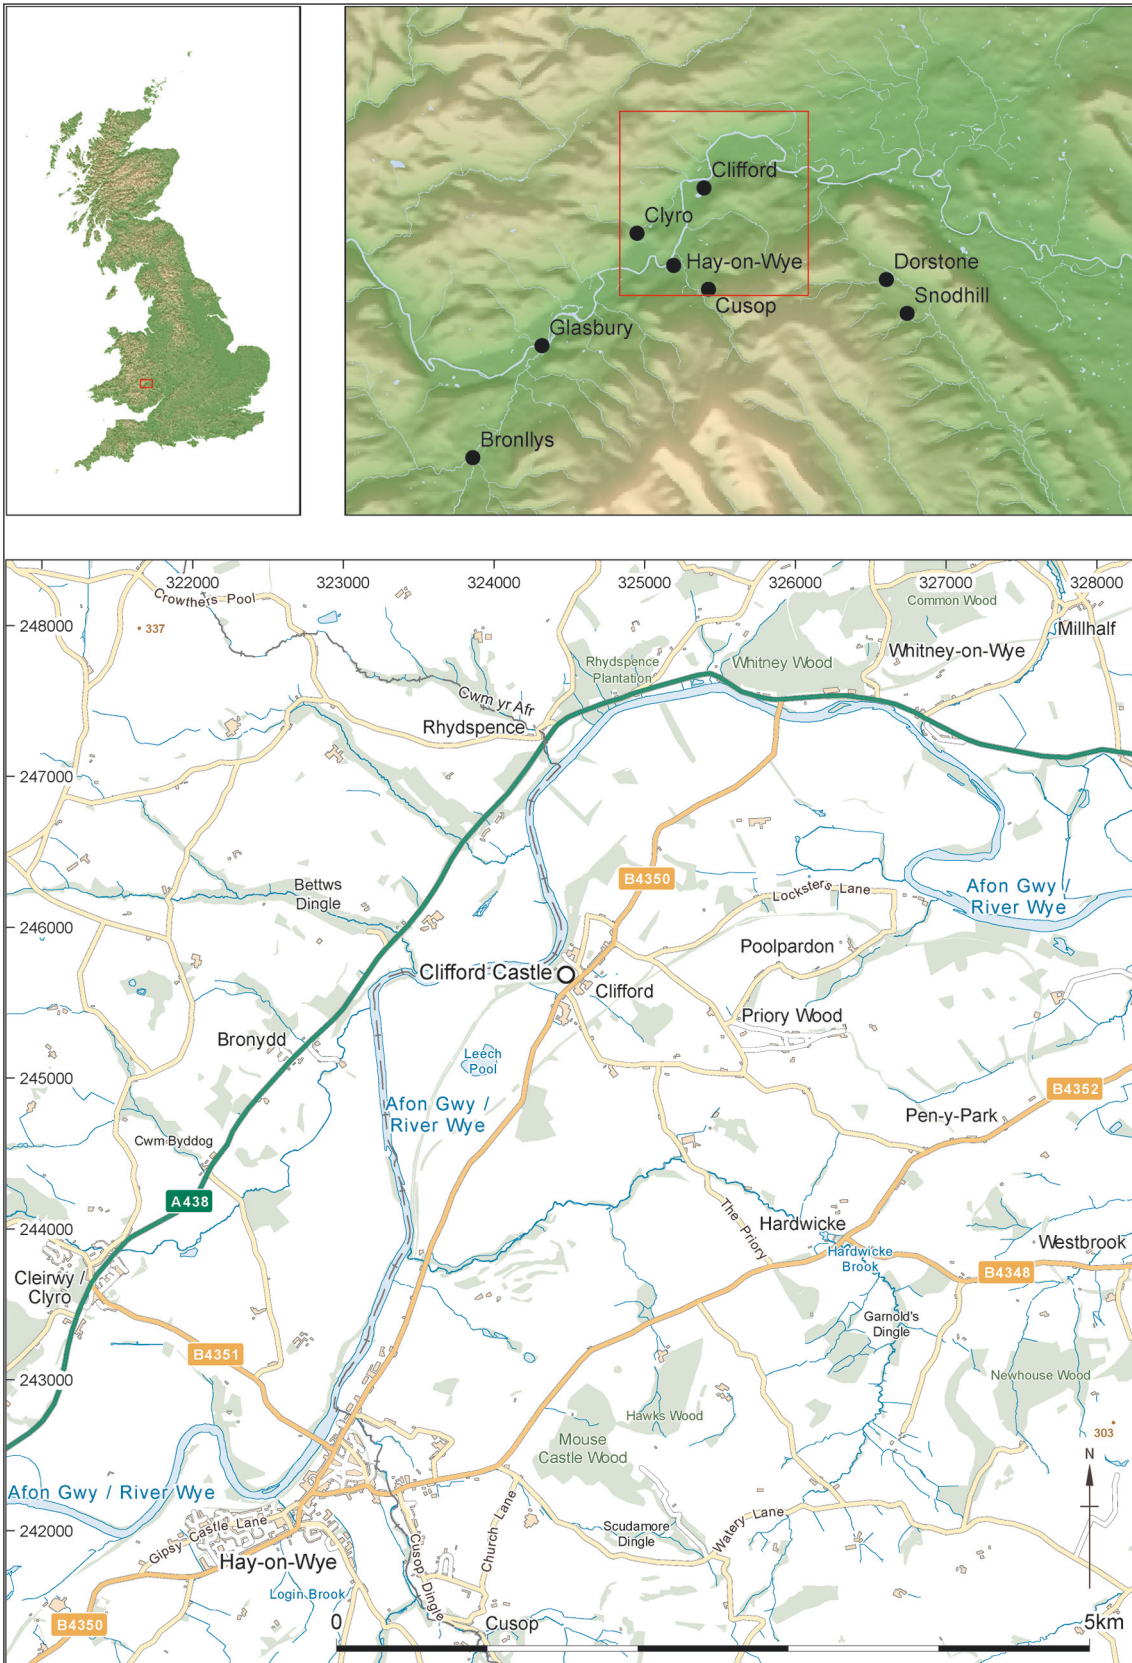 Clifford
Clyro
Hay-on-Wye
Cusop
Dorstone
Snodhill
Glasbury
Bronllys
322000
323000
324000
325000
326000
327000
328000
Crowthers Pool
Common Wood
248000
337
Millhalf
Whitney-on-Wye
Rhydspence
Plantation
Whitney Wood
Cwm yr Afr
Rhydspence
247000
B4350
Bettws
Dingle
Locksters Lane
Afon Gwy /
River Wye
246000
Poolpardon
Clifford Castle
Clifford
Priory Wood
Bronydd
Leech
Pool
245000
B4352
Afon Gwy /
River Wye
Pen-y-Park
Cwm Byddog
A438
The Priory
Hardwicke
244000
Hardwicke
Brook
Westbrook
B4348
Cleirwy /
Clyro
Garnold's
Dingle
B4351
243000
Newhouse Wood
Hawks Wood
303
Mouse
Castle Wood
N
Afon Gwy / River Wye
242000
Gipsy Castle Lane
Church Lane
Scudamore
Dingle
Watery Lane
Hay-on-Wye
Cusop Dingle
Login Brook
B4350
Cusop
0
5km